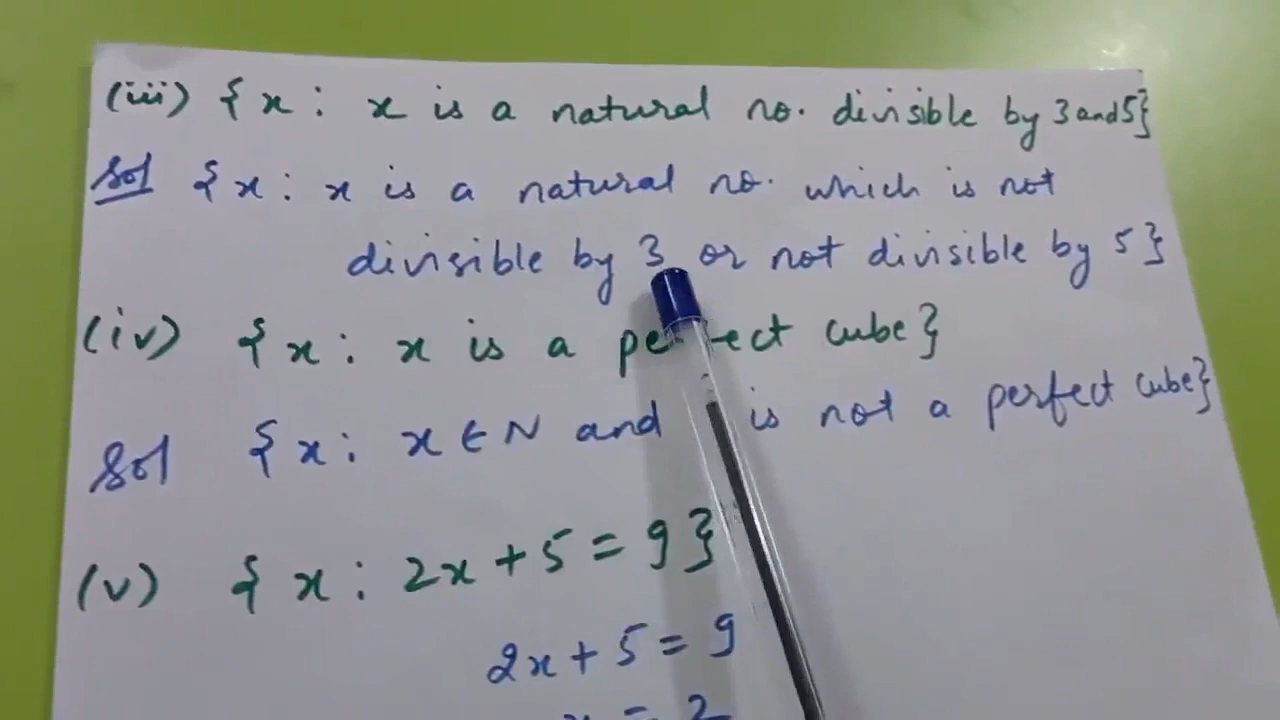 (iii) {x : x is a natural no. divisible by 3 and 5}
Sol {x : x is a natural no. which is not
divisible by 3 or not divisible by 5}
(iv) {x : x is a perfect cube}
Sol {x : x ∈ N and is not a perfect cube}
(v) {x : 2x + 5 = 9}
2x + 5 = 9
x = 2